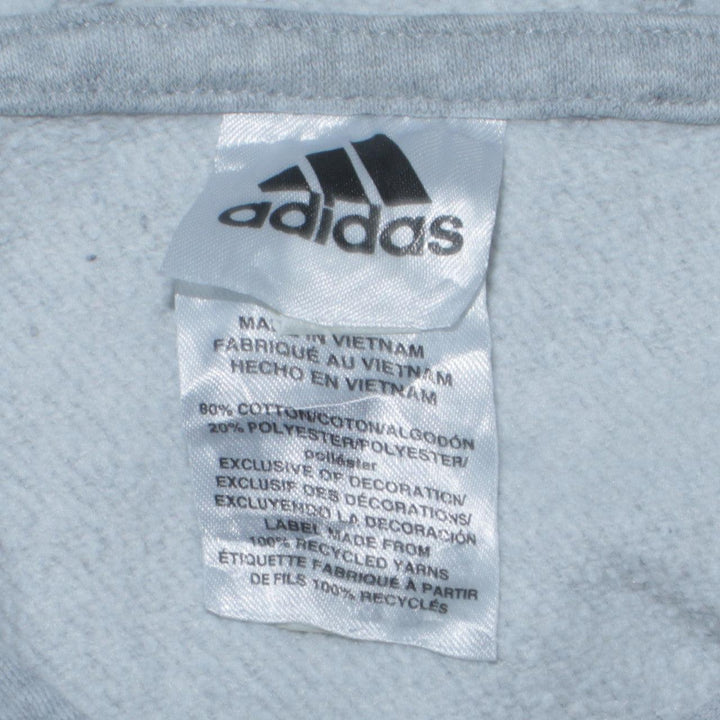 adidas
MADE IN VIETNAM
FABRIQUÉ AU VIETNAM
HECHO EN VIETNAM
80% COTTON/COTON/ALGODÓN
20% POLYESTER/POLYESTER/
poliéster
EXCLUSIVE OF DECORATION/
EXCLUSIF DES DÉCORATIONS/
EXCLUYENDO LA DECORACIÓN
LABEL MADE FROM
100% RECYCLED YARNS
ÉTIQUETTE FABRIQUÉ À PARTIR
DE FILS 100% RECYCLÉS